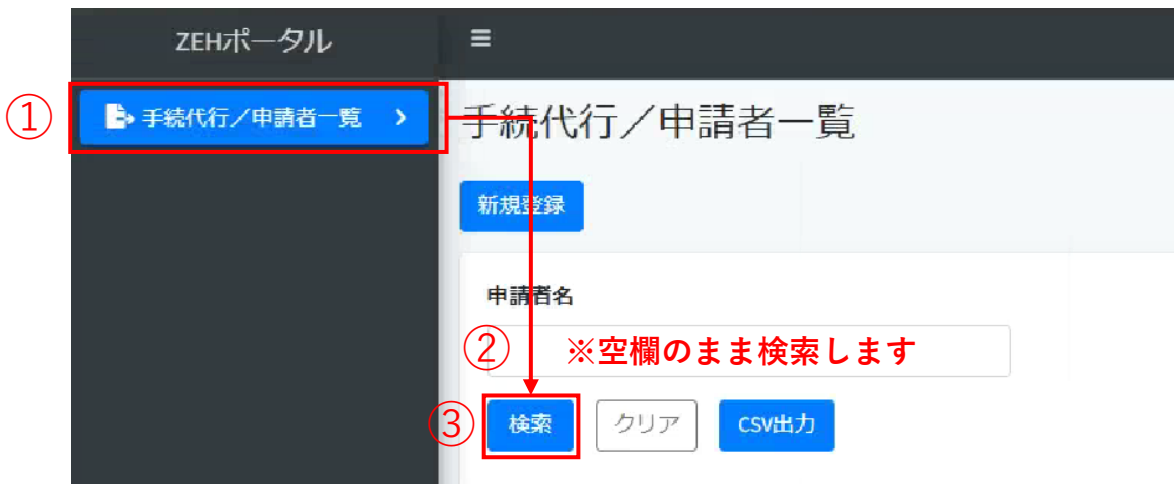 ZEHポータル
① 手続代行/申請者一覧
手続代行/申請者一覧
新規登録
申請者名
② ※空欄のまま検索します
③ 検索 クリア CSV出力